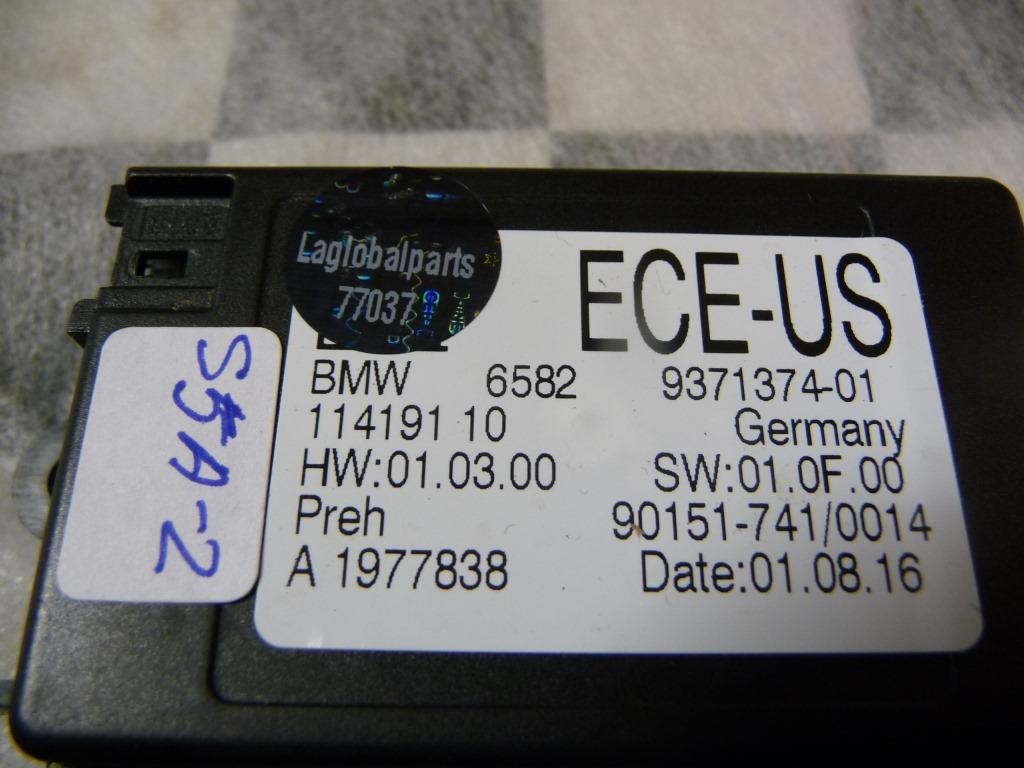 Laglobalparts
77037
ECE-US
BMW 6582 9371374-01
114191 10 Germany
HW:01.03.00 SW:01.0F.00
Preh 90151-741/0014
A 1977838 Date:01.08.16
S5A-2